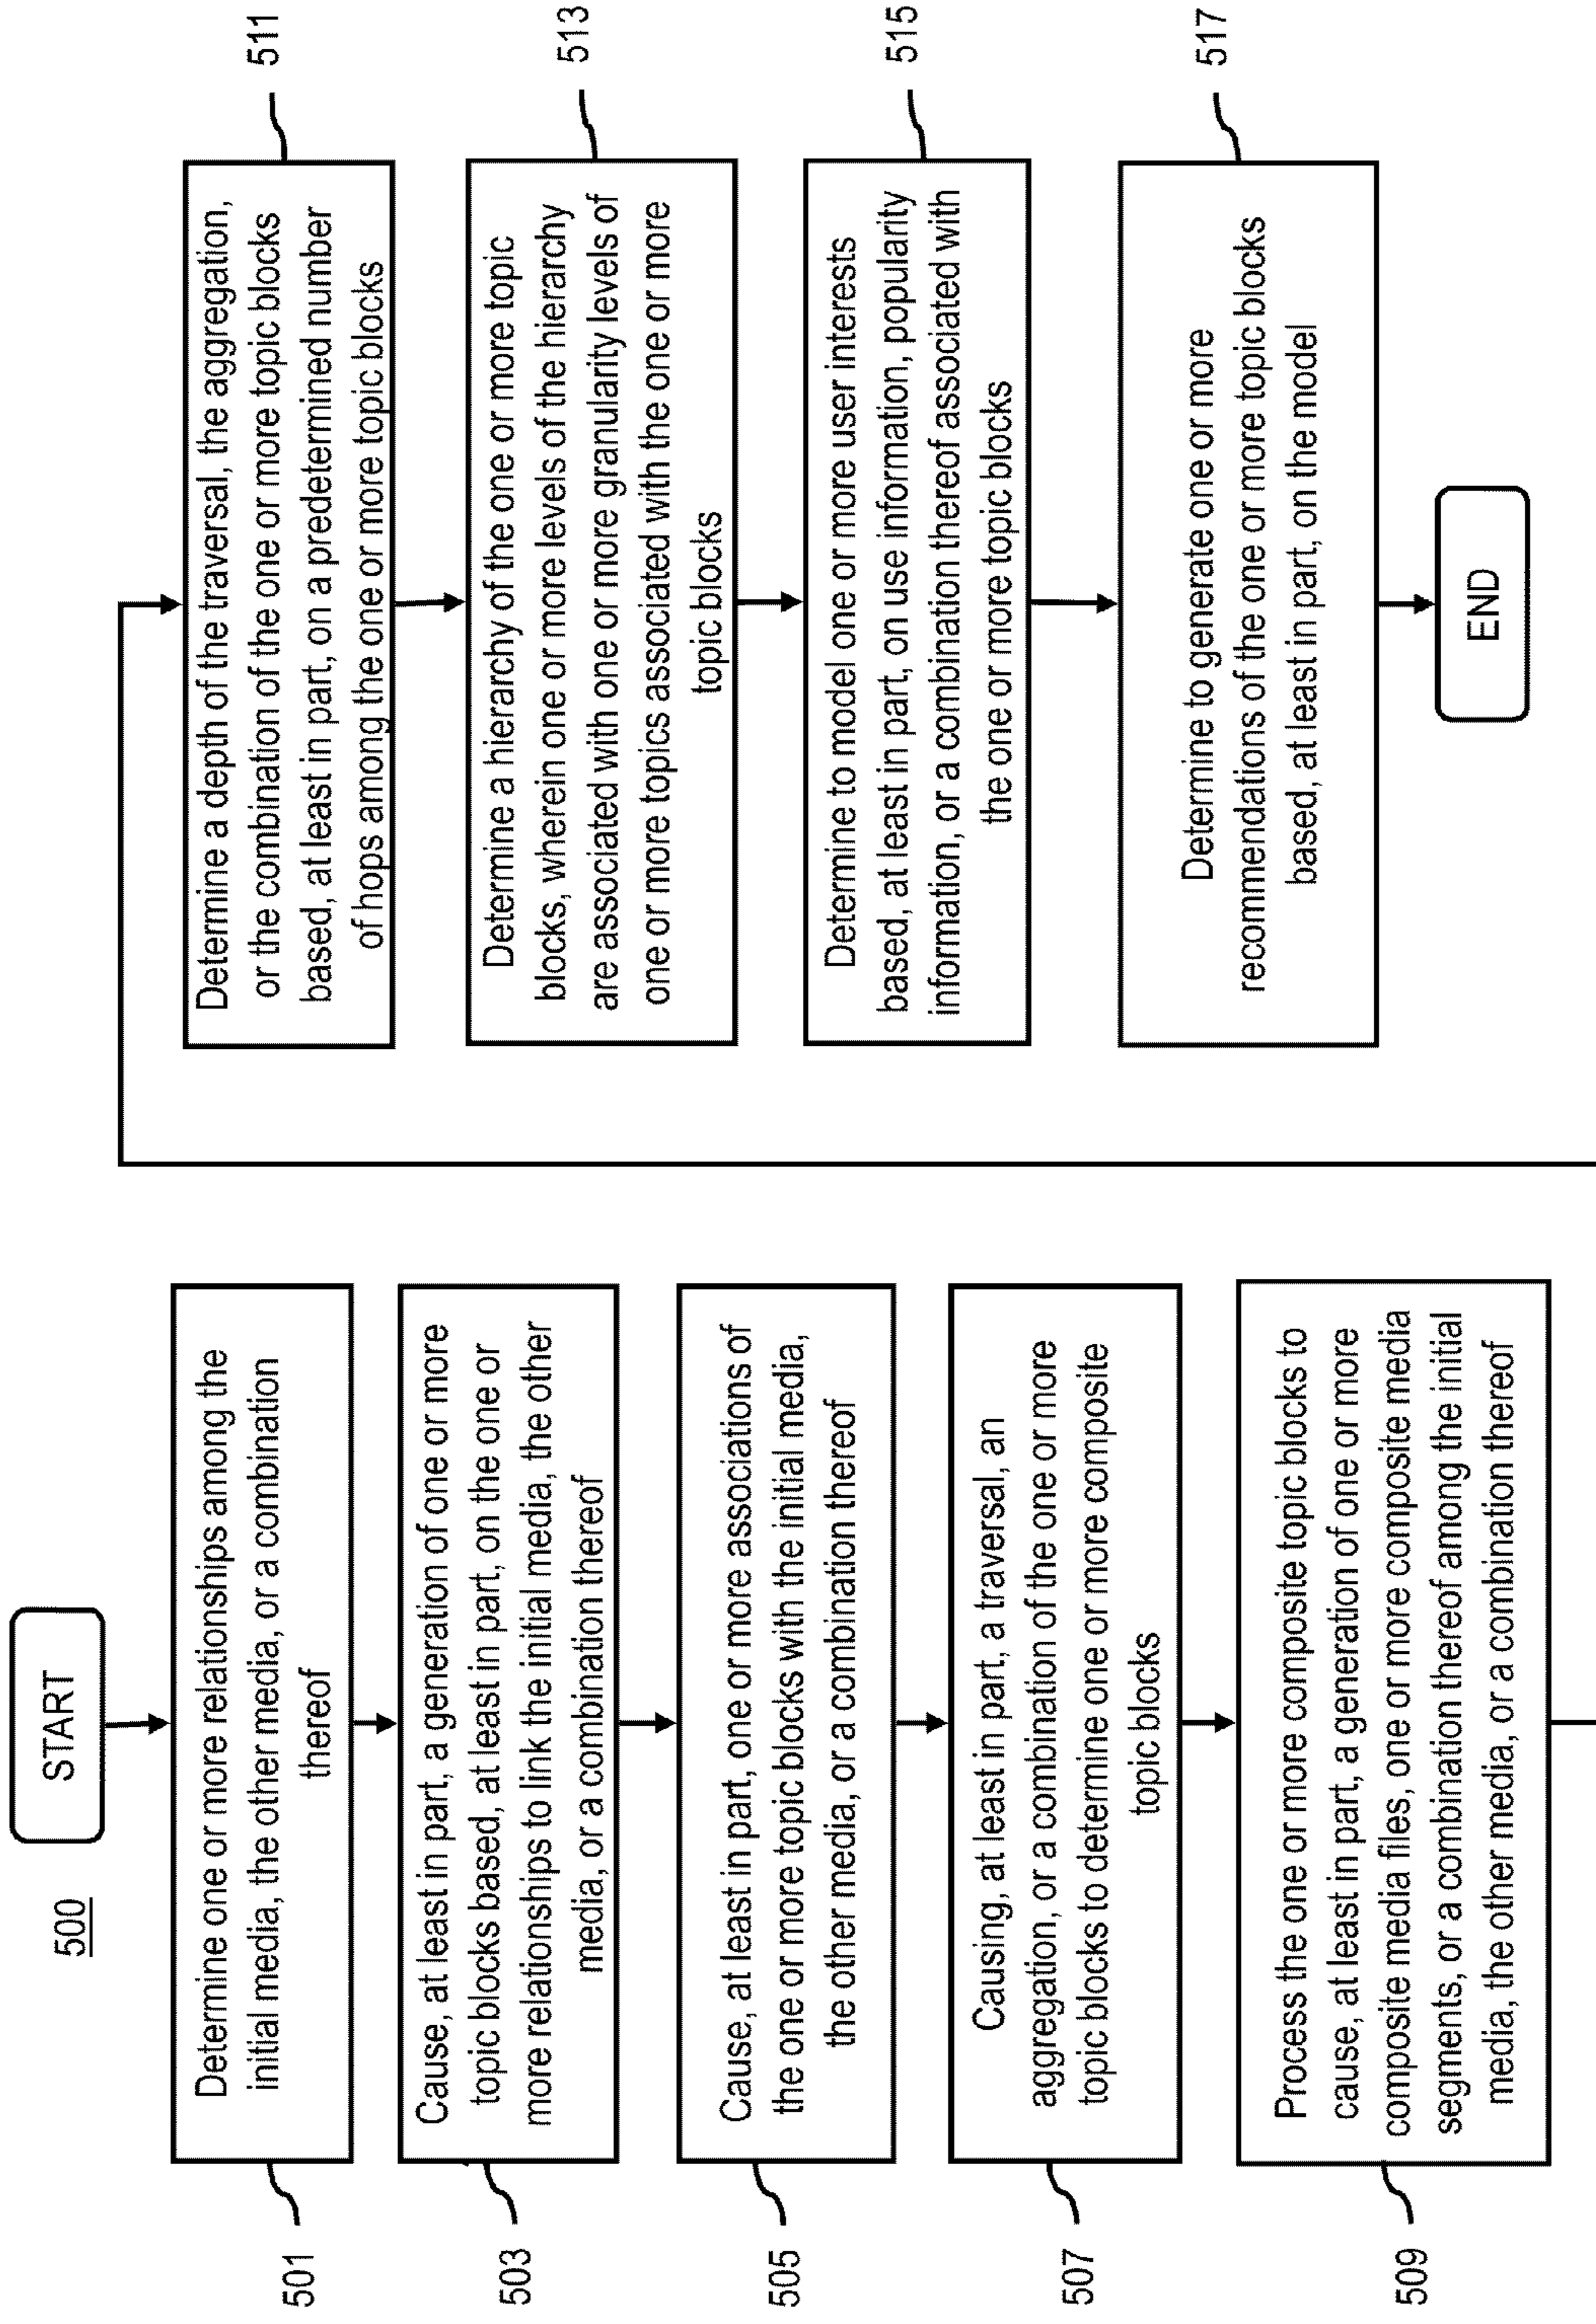 500
START
501
Determine one or more relationships among the
initial media, the other media, or a combination
thereof
503
Cause, at least in part, a generation of one or more
topic blocks based, at least in part, on the one or
more relationships to link the initial media, the other
media, or a combination thereof
505
Cause, at least in part, one or more associations of
the one or more topic blocks with the initial media,
the other media, or a combination thereof
507
Causing, at least in part, a traversal, an
aggregation, or a combination of the one or more
topic blocks to determine one or more composite
topic blocks
509
Process the one or more composite topic blocks to
cause, at least in part, a generation of one or more
composite media files, one or more composite media
segments, or a combination thereof among the initial
media, the other media, or a combination thereof
511
Determine a depth of the traversal, the aggregation,
or the combination of the one or more topic blocks
based, at least in part, on a predetermined number
of hops among the one or more topic blocks
513
Determine a hierarchy of the one or more topic
blocks, wherein one or more levels of the hierarchy
are associated with one or more granularity levels of
one or more topics associated with the one or more
topic blocks
515
Determine to model one or more user interests
based, at least in part, on use information, popularity
information, or a combination thereof associated with
the one or more topic blocks
517
Determine to generate one or more
recommendations of the one or more topic blocks
based, at least in part, on the model
END